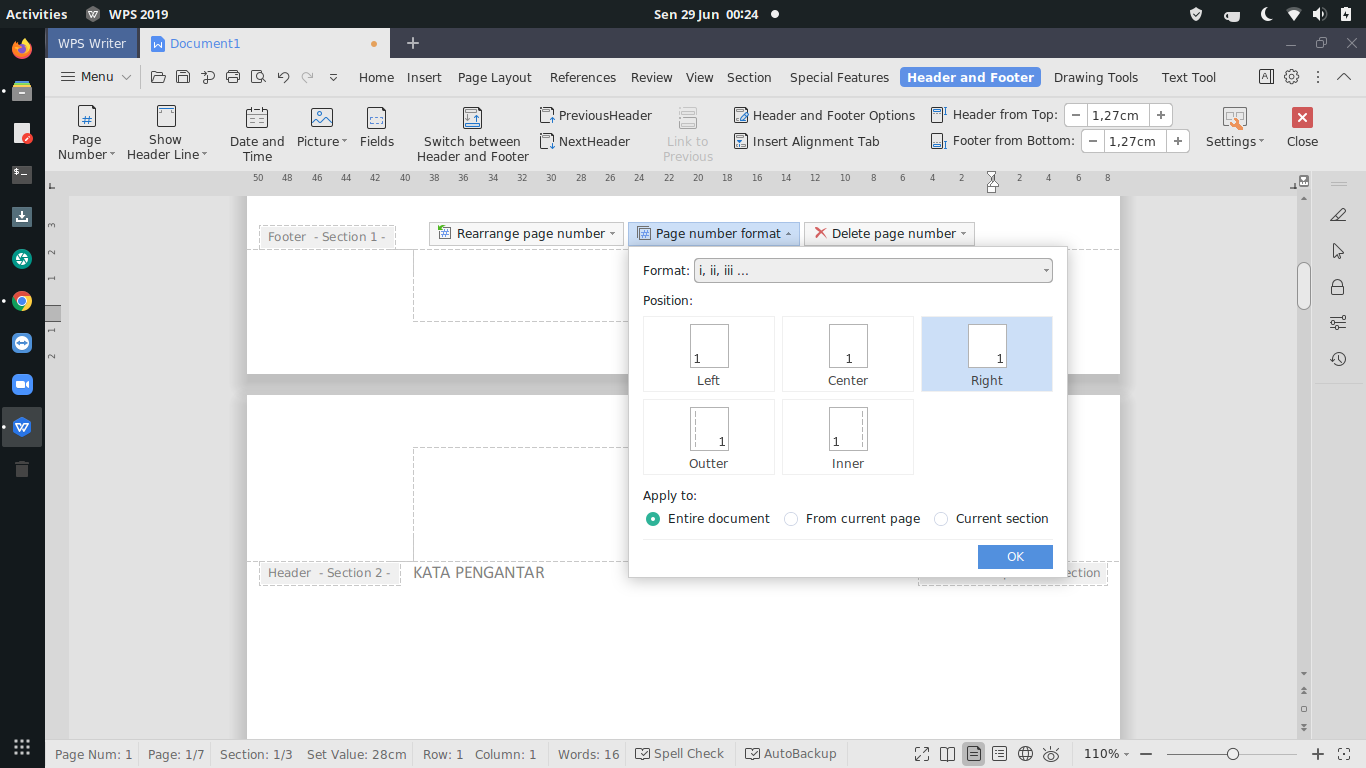 Activities WPS 2019 Sen 29 Jun 00:24
WPS Writer Document1
Menu Home Insert Page Layout References Review View Section Special Features Header and Footer Drawing Tools Text Tool
Page Number Show Header Line Date and Time Picture Fields Switch between Header and Footer PreviousHeader NextHeader Link to Previous Header and Footer Options Insert Alignment Tab Header from Top: 1,27cm Footer from Bottom: 1,27cm Settings Close
50 48 46 44 42 40 38 36 34 32 30 28 26 24 22 20 18 16 14 12 10 8 6 4 2 2 4 6 8
3
2
1
1
2
Footer - Section 1 - Rearrange page number Page number format Delete page number
Format: i, ii, iii ...
Position:
1 1 1
Left Center Right
1 1
Outter Inner
Apply to:
Entire document From current page Current section
OK
Header - Section 2 - KATA PENGANTAR ection
Page Num: 1 Page: 1/7 Section: 1/3 Set Value: 28cm Row: 1 Column: 1 Words: 16 Spell Check AutoBackup 110%